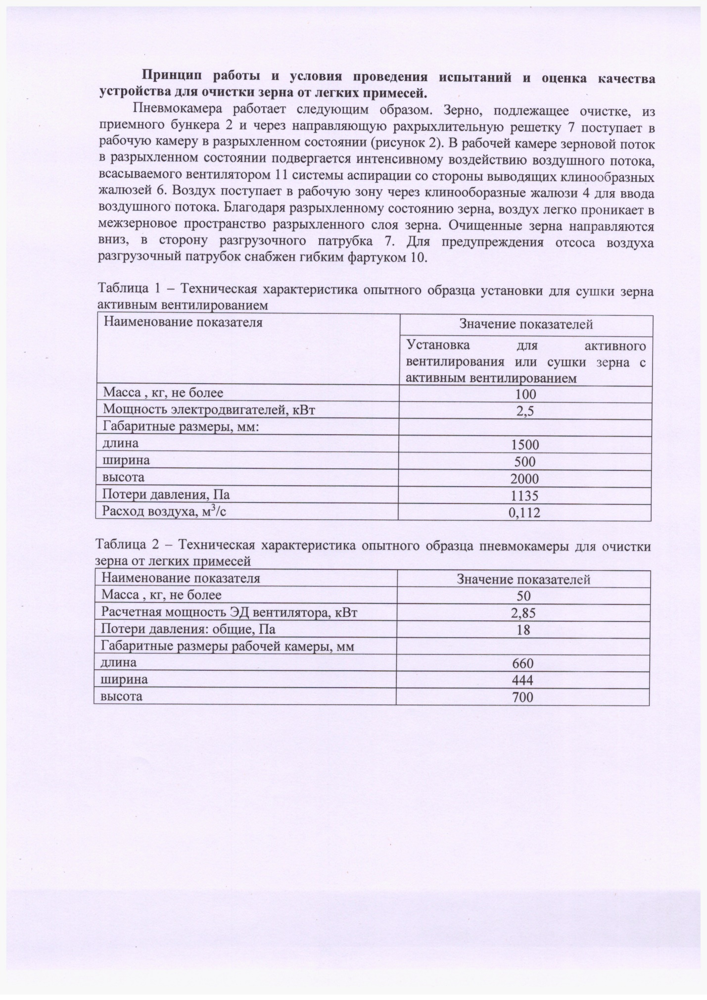 Принцип работы и условия проведения испытаний и оценка качества
устройства для очистки зерна от легких примесей.
Пневмокамера работает следующим образом. Зерно, подлежащее очистке, из
приемного бункера 2 и через направляющую рахрыхлительную решетку 7 поступает в
рабочую камеру в разрыхленном состоянии (рисунок 2). В рабочей камере зерновой поток
в разрыхленном состоянии подвергается интенсивному воздействию воздушного потока,
всасываемого вентилятором 11 системы аспирации со стороны выводящих клинообразных
жалюзей 6. Воздух поступает в рабочую зону через клинооборазные жалюзи 4 для ввода
воздушного потока. Благодаря разрыхленному состоянию зерна, воздух легко проникает в
межзерновое пространство разрыхленного слоя зерна. Очищенные зерна направляются
вниз, в сторону разгрузочного патрубка 7. Для предупреждения отсоса воздуха
разгрузочный патрубок снабжен гибким фартуком 10.
Таблица 1 – Техническая характеристика опытного образца установки для сушки зерна
активным вентилированием
Наименование показателя
Значение показателей
Установка для активного
вентилирования или сушки зерна с
активным вентилированием
Масса , кг, не более 100
Мощность электродвигателей, кВт 2,5
Габаритные размеры, мм:
длина 1500
ширина 500
высота 2000
Потери давления, Па 1135
Расход воздуха, м³/с 0,112
Таблица 2 – Техническая характеристика опытного образца пневмокамеры для очистки
зерна от легких примесей
Наименование показателя Значение показателей
Масса , кг, не более 50
Расчетная мощность ЭД вентилятора, кВт 2,85
Потери давления: общие, Па 18
Габаритные размеры рабочей камеры, мм
длина 660
ширина 444
высота 700